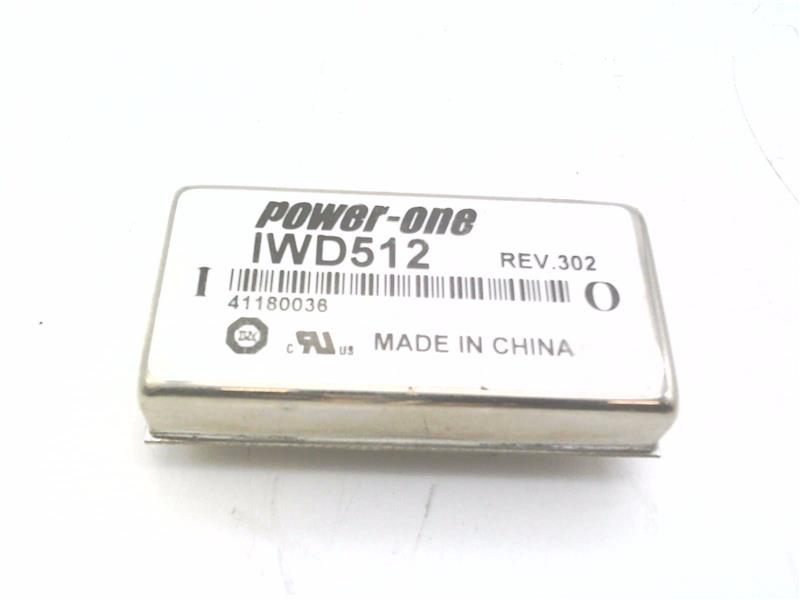 power-one
IWD512 REV.302
I O
41180036
c US MADE IN CHINA